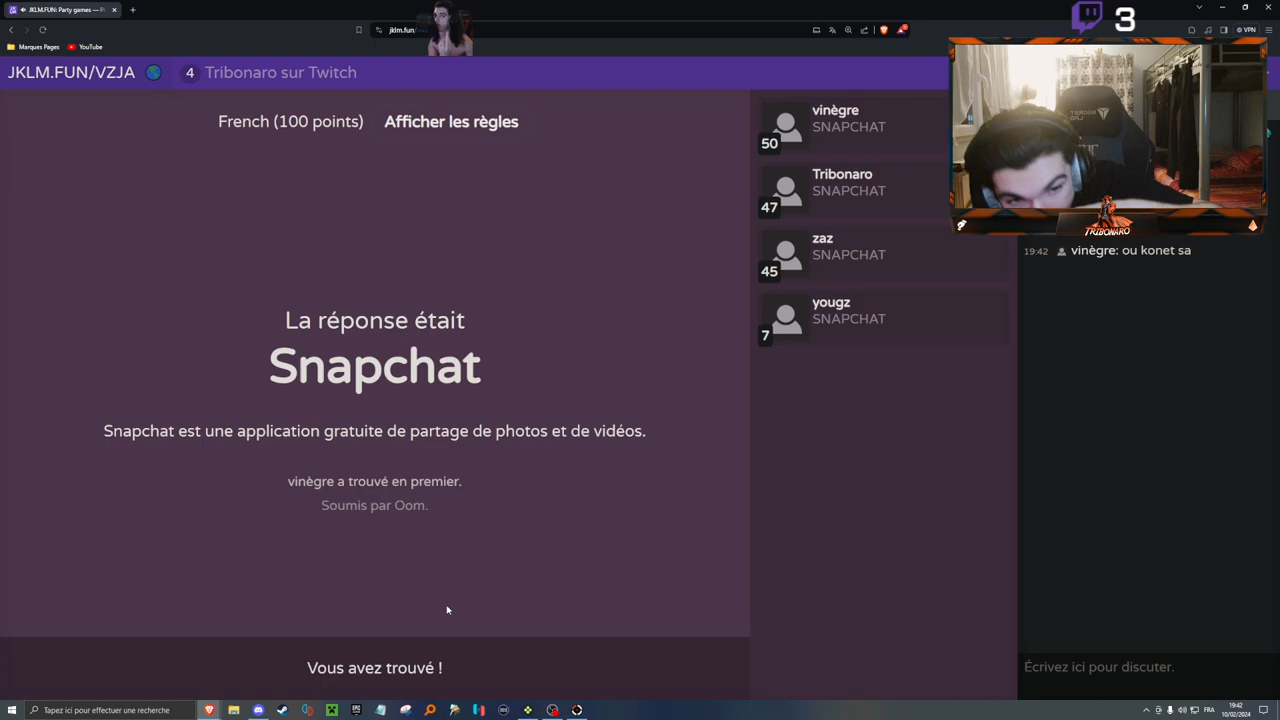 JKLM.FUN: Party games — P
jklm.fun/
VPN
Marques Pages
YouTube
3
JKLM.FUN/VZJA
4
Tribonaro sur Twitch
French (100 points)
Afficher les règles
La réponse était
Snapchat
Snapchat est une application gratuite de partage de photos et de vidéos.
vinègre a trouvé en premier.
Soumis par Oom.
Vous avez trouvé !
vinègre
SNAPCHAT
50
Tribonaro
SNAPCHAT
47
zaz
SNAPCHAT
45
yougz
SNAPCHAT
7
TRIBONARO
19:42 vinègre: ou konet sa
Écrivez ici pour discuter.
Tapez ici pour effectuer une recherche
FRA
19:42
10/02/2024